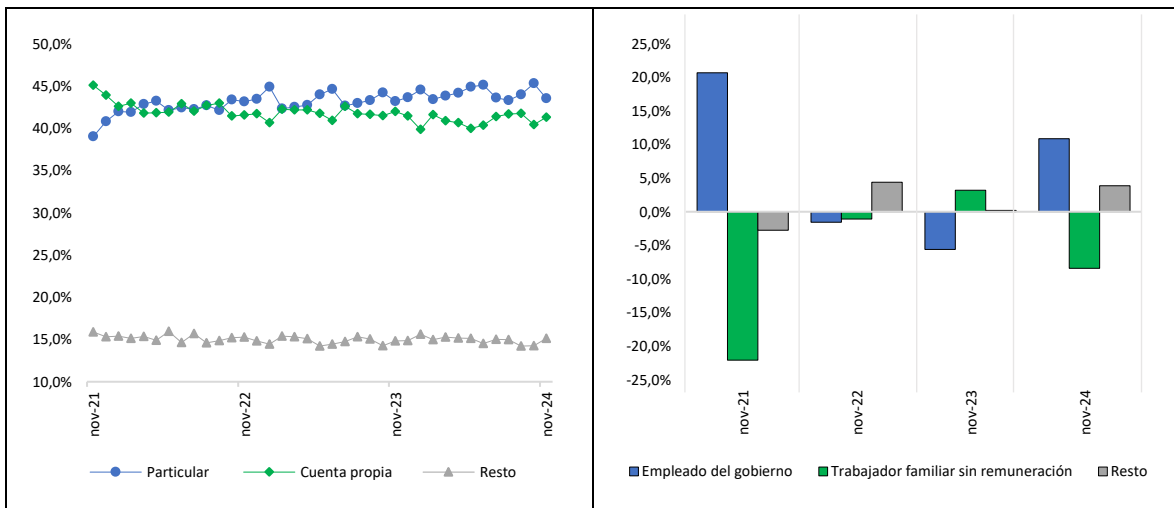 50,0%
45,0%
40,0%
35,0%
30,0%
25,0%
20,0%
15,0%
10,0%
nov-21
nov-22
nov-23
nov-24
Particular
Cuenta propia
Resto
25,0%
20,0%
15,0%
10,0%
5,0%
0,0%
-5,0%
-10,0%
-15,0%
-20,0%
-25,0%
nov-21
nov-22
nov-23
nov-24
Empleado del gobierno
Trabajador familiar sin remuneración
Resto